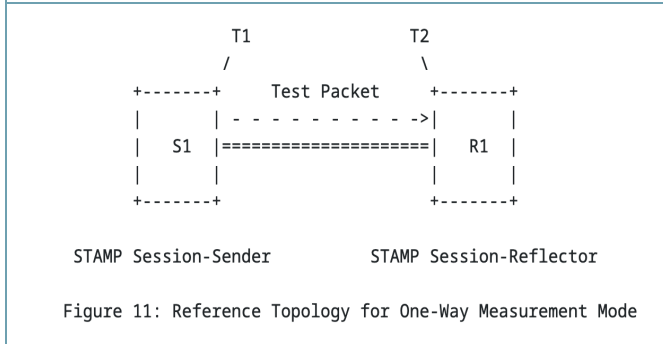 T1 T2
/ \
+-------+ Test Packet +-------+
| | - - - - - - - - - ->| |
| S1 |=====================| R1 |
| | | |
+-------+ +-------+
STAMP Session-Sender STAMP Session-Reflector
Figure 11: Reference Topology for One-Way Measurement Mode